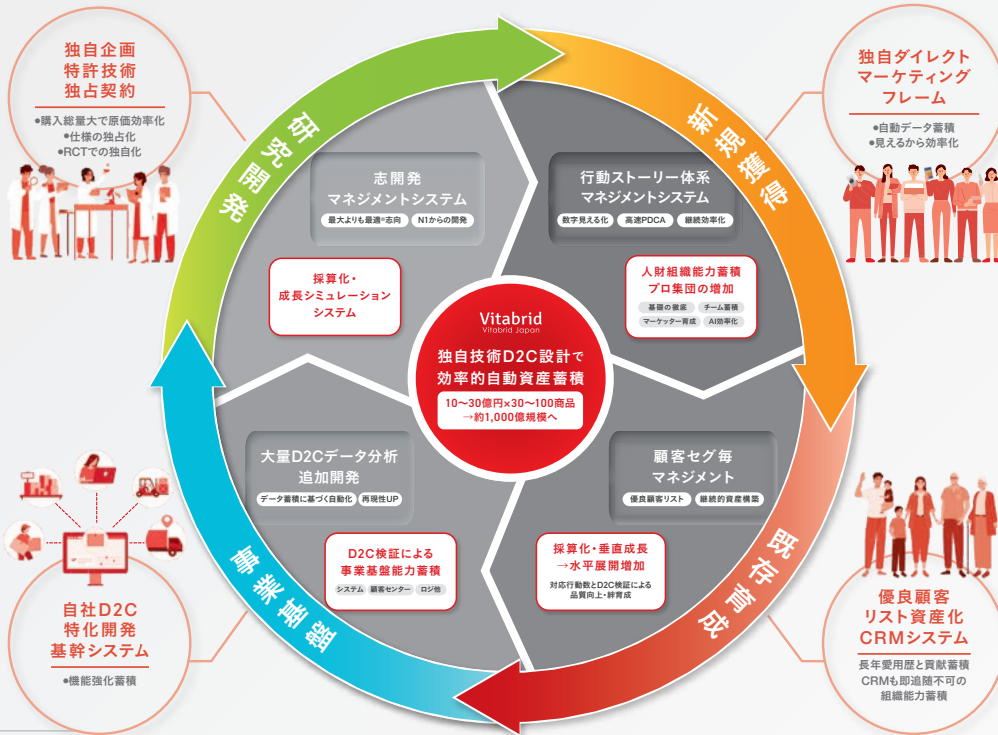 独自企画
特許技術
独占契約
●購入総量大で原価効率化
●仕様の独占化
●RCTでの独自化
独自ダイレクト
マーケティング
フレーム
●自動データ蓄積
●見えるから効率化
研究開発
新規獲得
志開発
マネジメントシステム
最大よりも最適=志向
N1からの開発
採算化・
成長シミュレーション
システム
行動ストーリー体系
マネジメントシステム
数字見える化
高速PDCA
継続効率化
人財組織能力蓄積
プロ集団の増加
基礎の徹底
チーム蓄積
マーケッター育成
AI効率化
Vitabrid
Vitabrid Japan
独自技術D2C設計で
効率的自動資産蓄積
10〜30億円×30〜100商品
→約1,000億規模へ
大量D2Cデータ分析
追加開発
データ蓄積に基づく自動化
再現性UP
D2C検証による
事業基盤能力蓄積
システム
顧客センター
ロジ他
顧客セグ毎
マネジメント
優良顧客リスト
継続的資産構築
採算化・垂直成長
→水平展開増加
対応行動数とD2C検証による
品質向上・絆育成
事業基盤
既存育成
自社D2C
特化開発
基幹システム
●機能強化蓄積
優良顧客
リスト資産化
CRMシステム
長年愛用歴と貢献蓄積
CRMも即追随不可の
組織能力蓄積